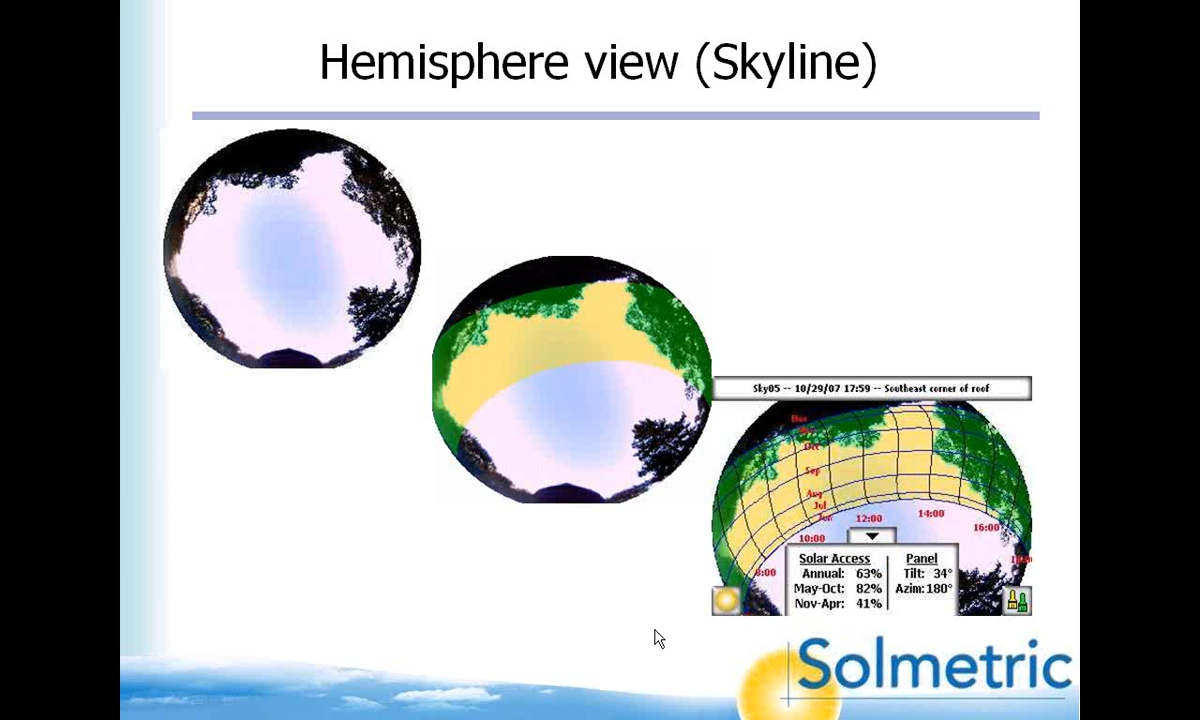 Hemisphere view (Skyline)
Sky05 -- 10/29/07 17:59 -- Southeast corner of roof
Dec
Oct
Sep
Aug
Jul
Jun
8:00
10:00
12:00
14:00
16:00
Solar Access
Annual: 63%
May-Oct: 82%
Nov-Apr: 41%
Panel
Tilt: 34°
Azim: 180°
Solmetric